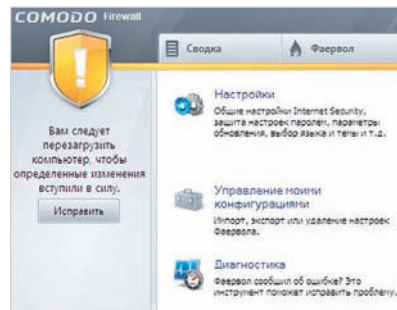 COMODO Firewall
Сводка
Фаервол
Вам следует
перезагрузить
компьютер, чтобы
определенные изменения
вступили в силу.
Исправить
Настройки
Общие настройки Internet Security,
защита настроек паролем, параметры
обновления, выбор языка и темы и т.д.
Управление моими
конфигурациями
Импорт, экспорт или удаление настроек
Фаервола.
Диагностика
Фаервол сообщил об ошибке? Это
инструмент поможет исправить проблему.